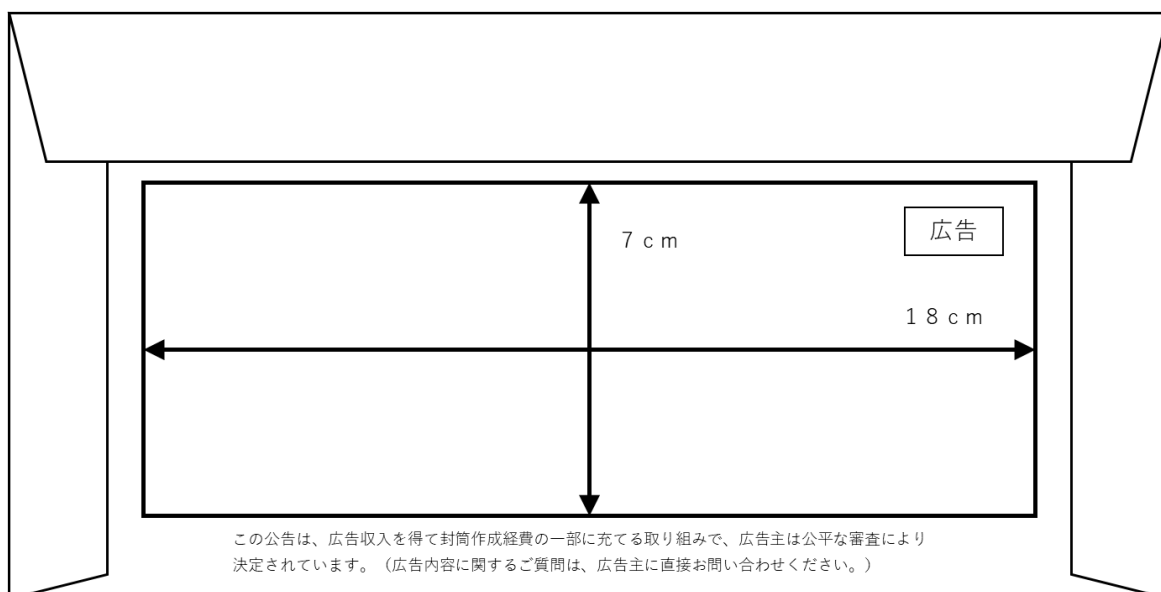 広告
７ｃｍ
１８ｃｍ
この公告は、広告収入を得て封筒作成経費の一部に充てる取り組みで、広告主は公平な審査により
決定されています。（広告内容に関するご質問は、広告主に直接お問い合わせください。）